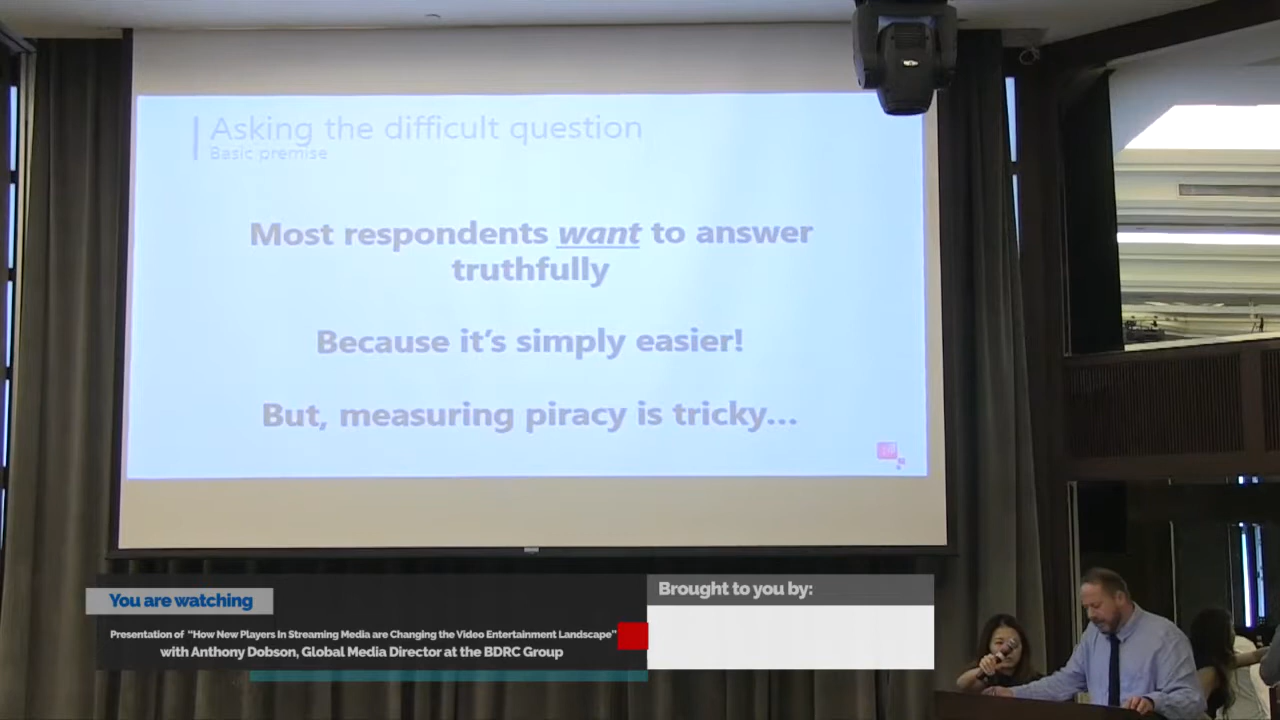 Asking the difficult question
Basic premise
Most respondents want to answer
truthfully
Because it's simply easier!
But, measuring piracy is tricky...
You are watching
Presentation of "How New Players In Streaming Media are Changing the Video Entertainment Landscape"
with Anthony Dobson, Global Media Director at the BDRC Group
Brought to you by: